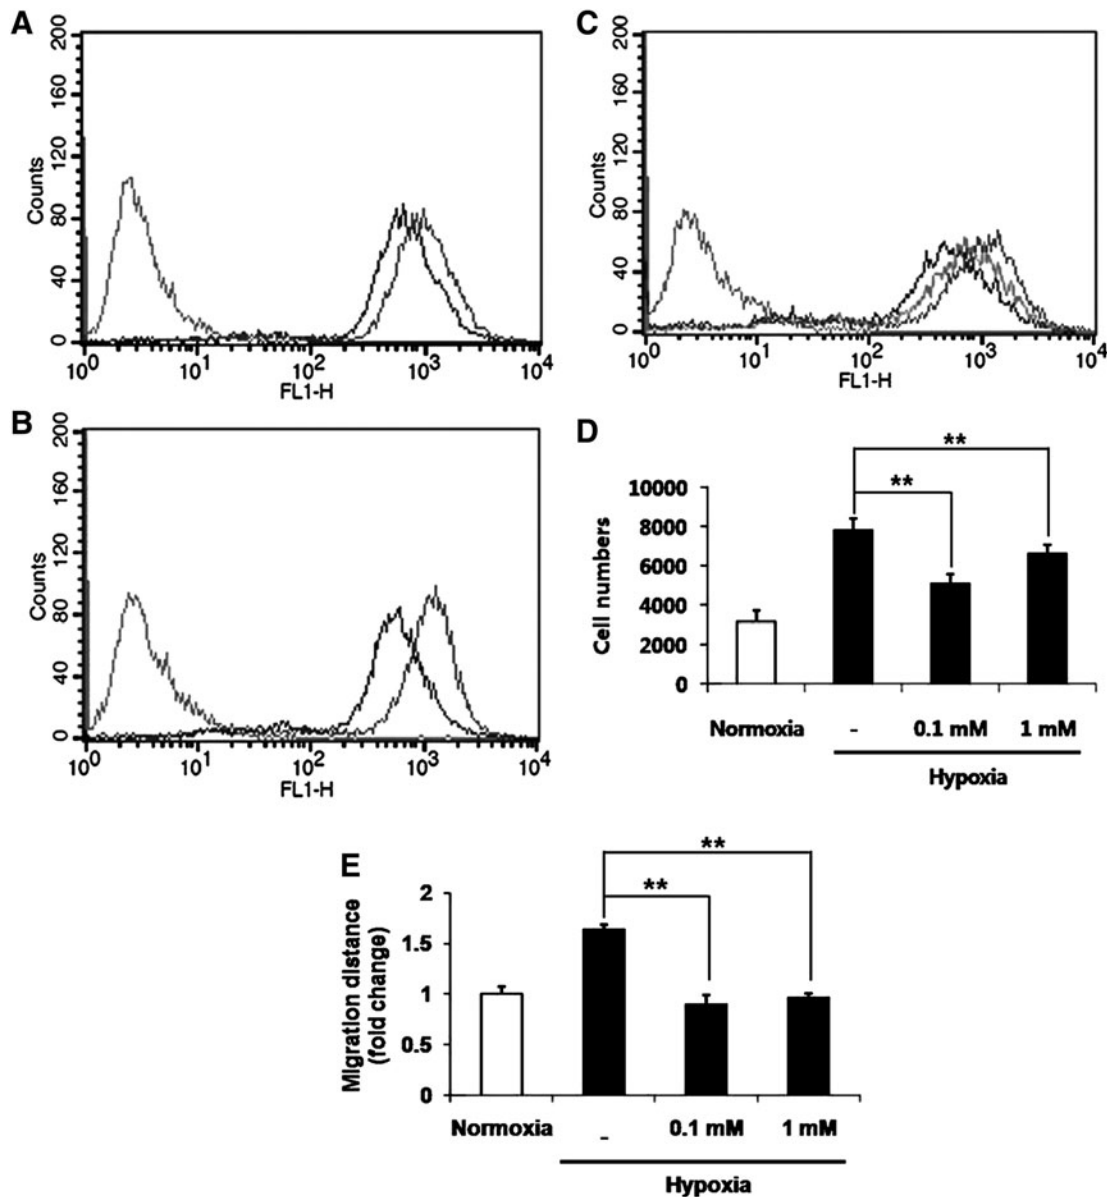 A
200
160
120
80
40
0
Counts
10^0 10^1 10^2 10^3 10^4
FL1-H
C
200
160
120
80
40
0
Counts
10^0 10^1 10^2 10^3 10^4
FL1-H
B
200
160
120
80
40
0
Counts
10^0 10^1 10^2 10^3 10^4
FL1-H
D
**
**
10000
8000
6000
4000
2000
0
Cell numbers
Normoxia - 0.1 mM 1 mM
Hypoxia
E
**
**
2
1.5
1
0.5
0
Migration distance
(fold change)
Normoxia - 0.1 mM 1 mM
Hypoxia